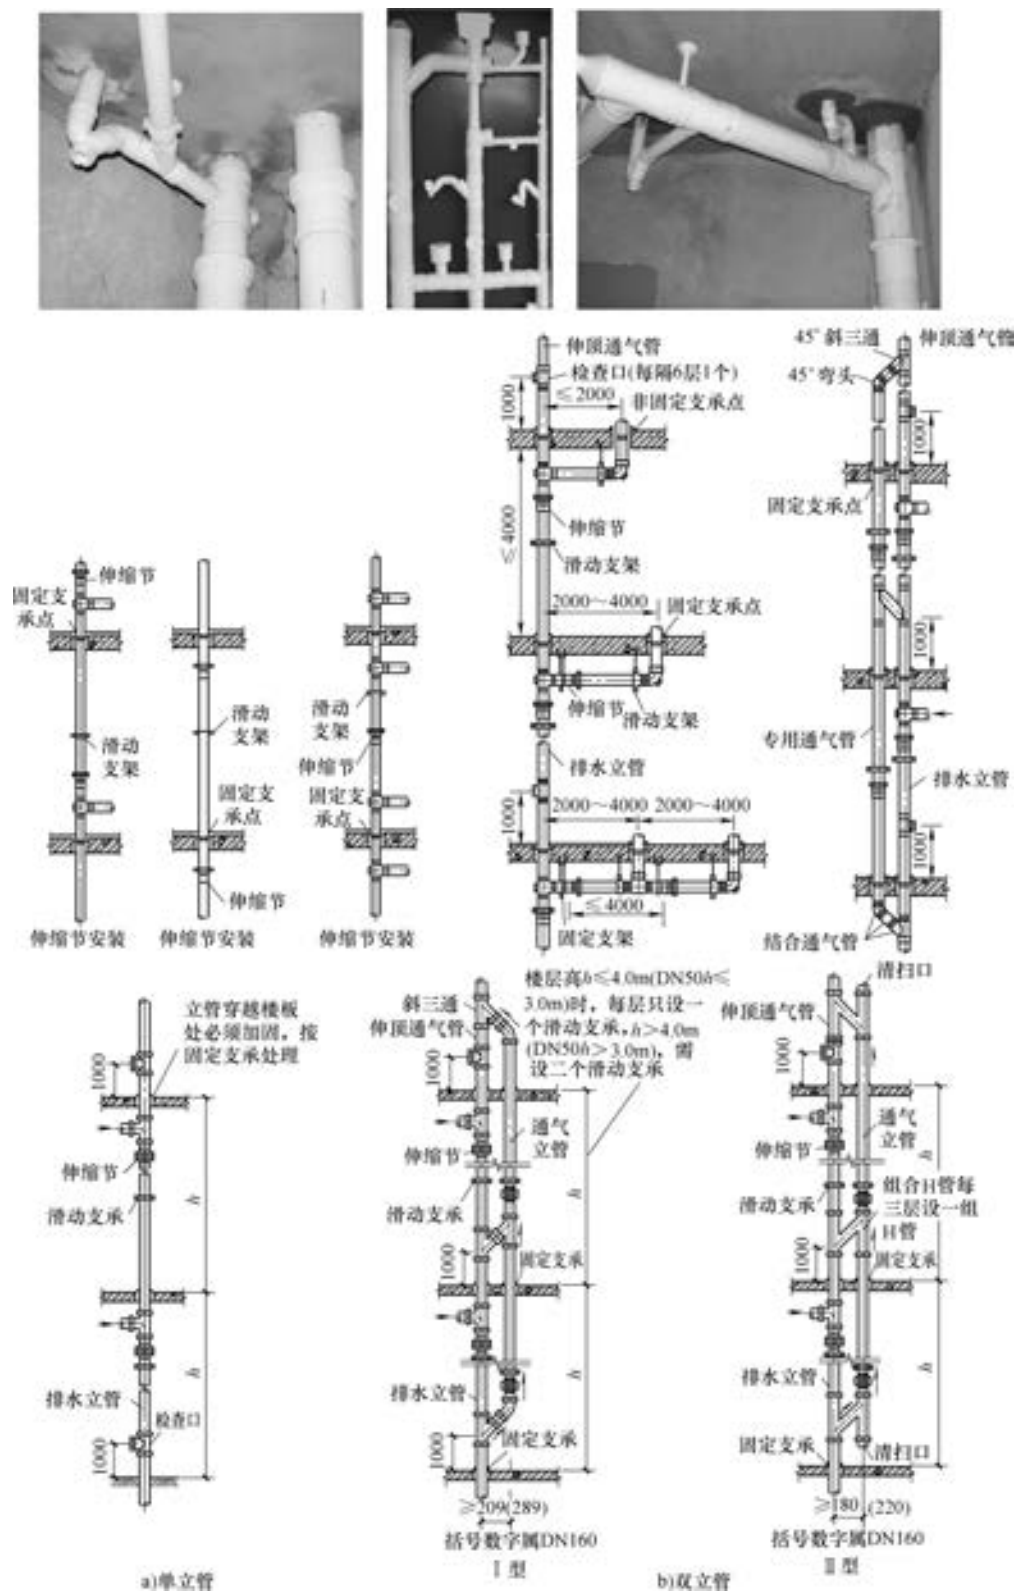 伸顶通气管
检查口(每隔6层1个)
≤2000
1000
非固定支承点
≤4000
伸缩节
滑动支架
2000～4000
固定支承点
伸缩节
滑动支架
排水立管
1000
2000～4000
2000～4000
≤4000
固定支架
45°斜三通
伸顶通气管
45°弯头
1000
固定支承点
1000
专用通气管
排水立管
1000
结合通气管
固定支
承点
伸缩节
滑动
支架
伸缩节安装
滑动
支架
固定支
承点
伸缩节
伸缩节安装
滑动
支架
伸缩节
固定支
承点
伸缩节安装
立管穿越楼板
处必须加固，按
固定支承处理
1000
伸缩节
滑动支承
h
h
排水立管
检查口
1000
a)单立管
楼层高h≤4.0m(DN50h≤
3.0m)时，每层只设一
个滑动支承，h＞4.0m
(DN50h＞3.0m)，需
设二个滑动支承
斜三通
伸顶通气管
1000
通气
立管
伸缩节
滑动支承
h
1000
固定支承
h
排水立管
1000
固定支承
≥209(289)
括号数字属DN160
Ⅰ型
清扫口
伸顶通气管
1000
通气
立管
伸缩节
h
滑动支承
组合H管每
三层设一组
H管
1000
固定支承
h
排水立管
固定支承
清扫口
≥180
(220)
括号数字属DN160
Ⅱ型
b)双立管